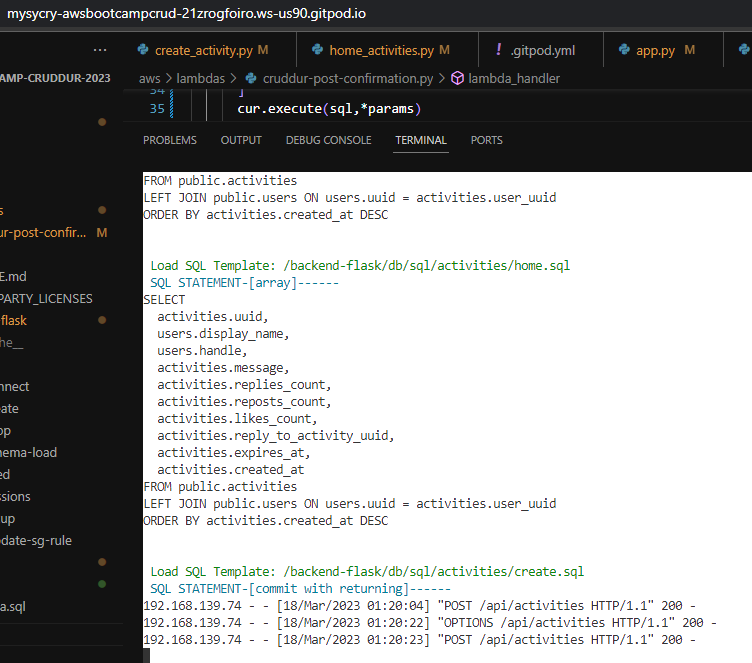 mysycry-awsbootcampcrud-21zrogfoiro.ws-us90.gitpod.io
... create_activity.py M home_activities.py M ! .gitpod.yml app.py M
AMP-CRUDDUR-2023
aws > lambdas > cruddur-post-confirmation.py > lambda_handler
34 ]
35 cur.execute(sql,*params)
PROBLEMS OUTPUT DEBUG CONSOLE TERMINAL PORTS
s
ur-post-confir... M
E.md
PARTY_LICENSES
flask
he__
nnect
ate
op
nema-load
ed
ssions
up
date-sg-rule
a.sql
FROM public.activities
LEFT JOIN public.users ON users.uuid = activities.user_uuid
ORDER BY activities.created_at DESC
Load SQL Template: /backend-flask/db/sql/activities/home.sql
SQL STATEMENT-[array]------
SELECT
activities.uuid,
users.display_name,
users.handle,
activities.message,
activities.replies_count,
activities.reposts_count,
activities.likes_count,
activities.reply_to_activity_uuid,
activities.expires_at,
activities.created_at
FROM public.activities
LEFT JOIN public.users ON users.uuid = activities.user_uuid
ORDER BY activities.created_at DESC
Load SQL Template: /backend-flask/db/sql/activities/create.sql
SQL STATEMENT-[commit with returning]------
192.168.139.74 - - [18/Mar/2023 01:20:04] "POST /api/activities HTTP/1.1" 200 -
192.168.139.74 - - [18/Mar/2023 01:20:22] "OPTIONS /api/activities HTTP/1.1" 200 -
192.168.139.74 - - [18/Mar/2023 01:20:23] "POST /api/activities HTTP/1.1" 200 -